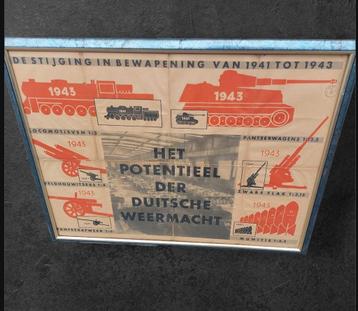 DE STIJGING IN BEWAPENING VAN 1941 TOT 1943
1943
1943
LOCOMOTIEVEN
PANTSERWAGENS
1943
1943
HET
POTENTIEEL
DER
DUITSCHE
WEERMACHT
VELDHOUWITSERS
ZWARE FLAK
1943
1943
PANTSERAFWEER
MUNITIE